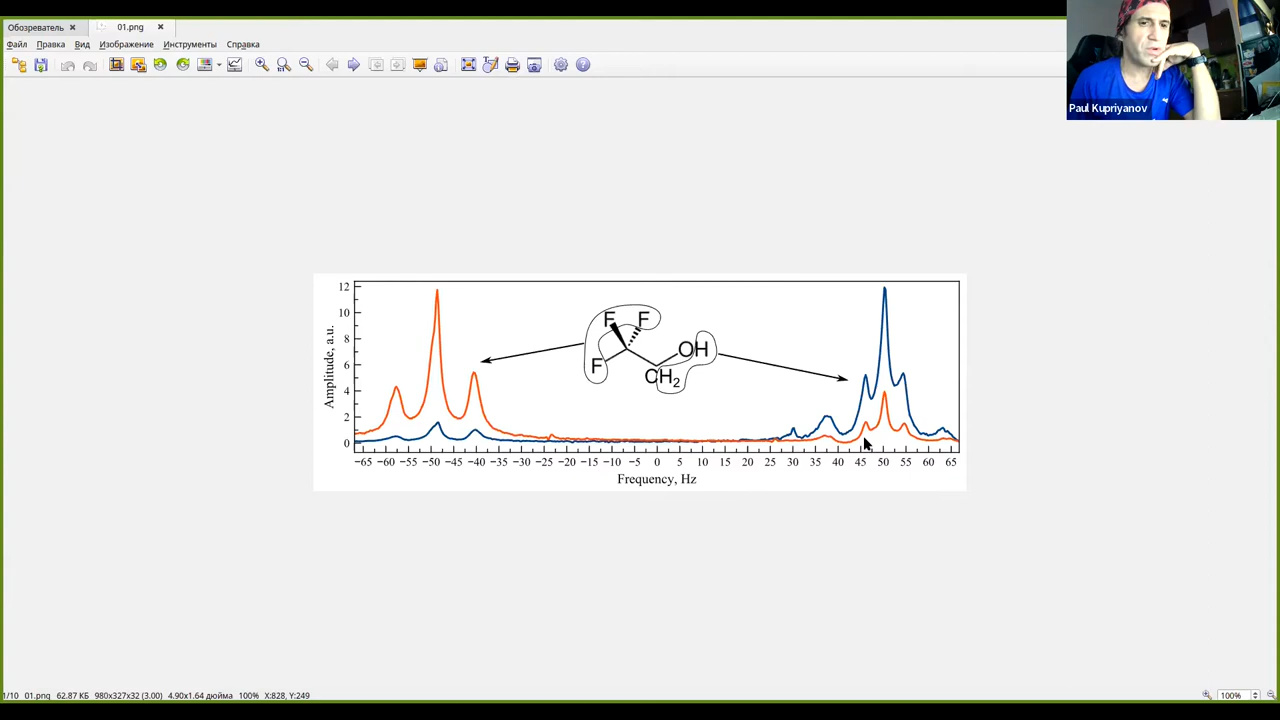 Обозреватель 01.png
Файл Правка Вид Изображение Инструменты Справка
Paul Kupriyanov
12
10
8
6
4
2
0
Amplitude, a.u.
F F
F
OH
CH2
−65 −60 −55 −50 −45 −40 −35 −30 −25 −20 −15 −10 −5 0 5 10 15 20 25 30 35 40 45 50 55 60 65
Frequency, Hz
1/10 01.png 62.87 КБ 980x327x32 (3.00) 4.90x1.64 дюйма 100% X:828, Y:249
100%